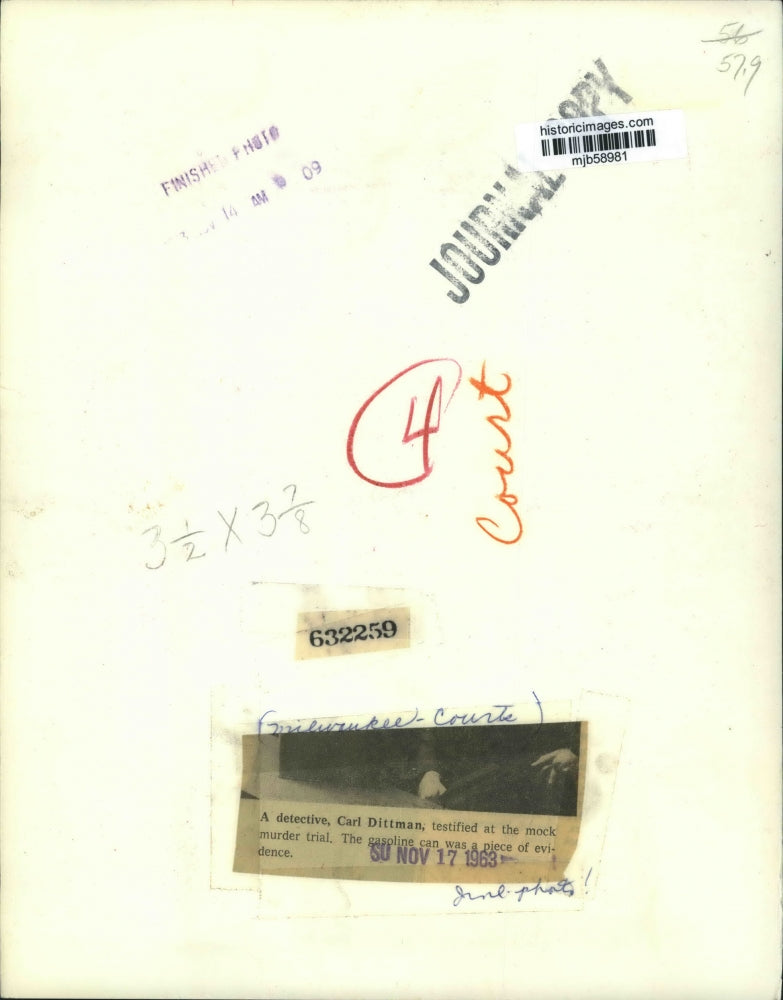 56
57,9
historicimages.com
mjb58981
JOURNAL COPY
FINISHED PHOTO
14 AM 9 09
4
Court
3 1/2 X 3 7/8
632259
(Milwaukee - Courts)
A detective, Carl Dittman, testified at the mock
murder trial. The gasoline can was a piece of evi-
dence.
SU NOV 17 1963
photo